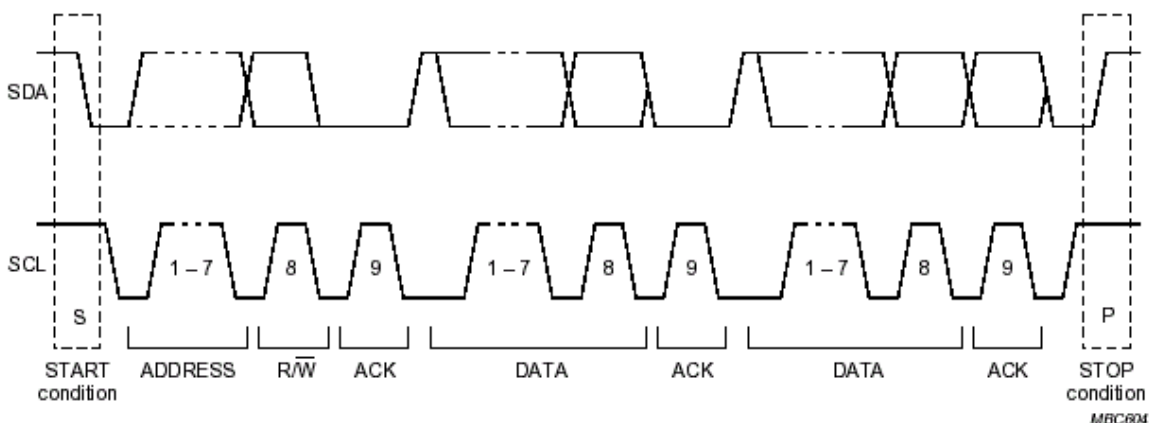 SDA
SCL
1 – 7 8 9 1 – 7 8 9 1 – 7 8 9
S P
START condition
ADDRESS R/W̅ ACK DATA ACK DATA ACK
STOP condition
MBC604